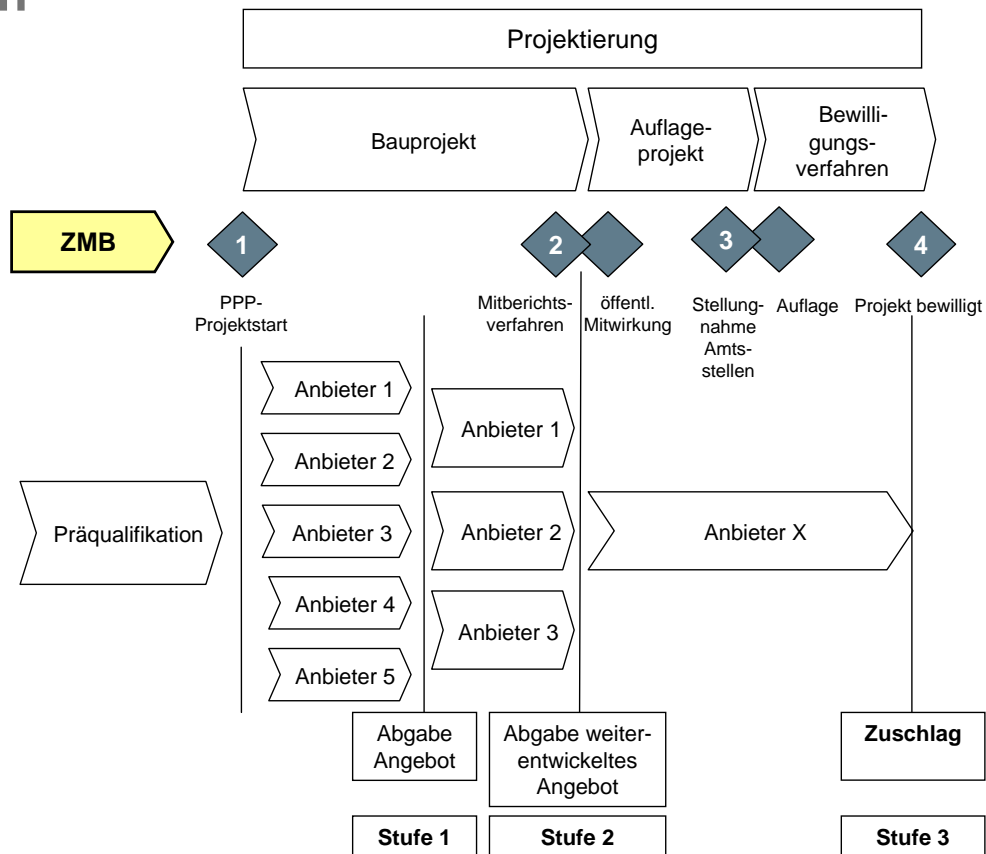 Projektierung
Bauprojekt
Auflage-
projekt
Bewilli-
gungs-
verfahren
ZMB
1
2
3
4
PPP-
Projektstart
Mitberichts-
verfahren
öffentl.
Mitwirkung
Stellung-
nahme
Amts-
stellen
Auflage
Projekt bewilligt
Präqualifikation
Anbieter 1
Anbieter 2
Anbieter 3
Anbieter 4
Anbieter 5
Anbieter 1
Anbieter 2
Anbieter 3
Anbieter X
Abgabe
Angebot
Abgabe weiter-
entwickeltes
Angebot
Zuschlag
Stufe 1
Stufe 2
Stufe 3